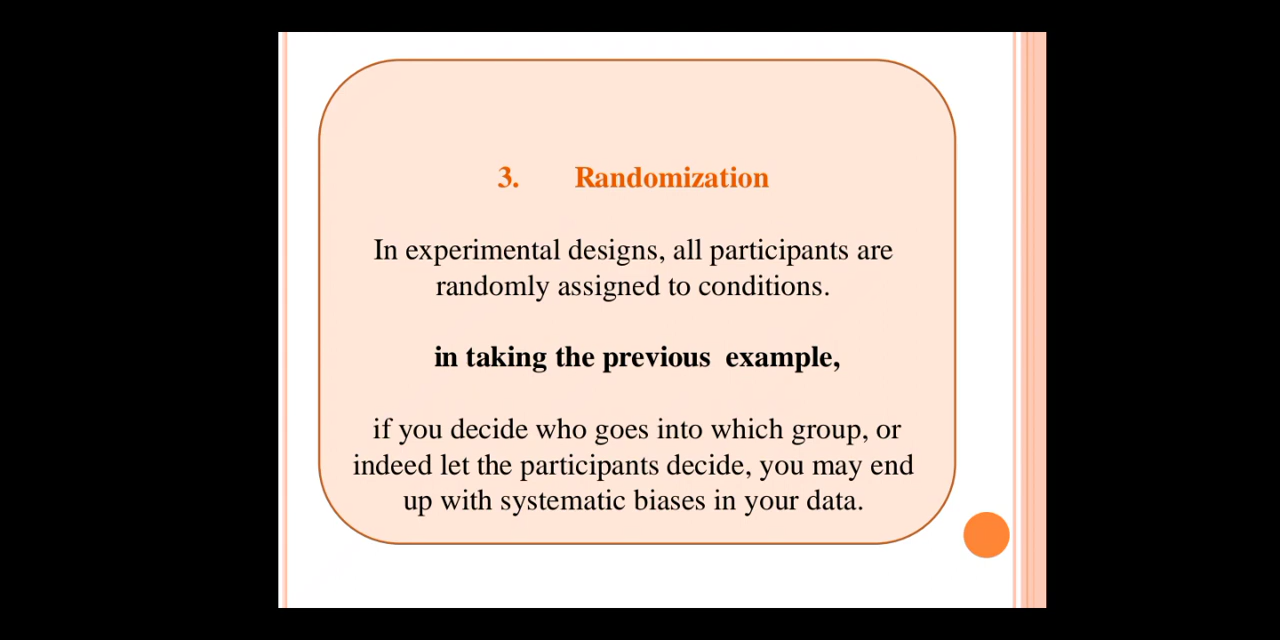 3. Randomization
In experimental designs, all participants are
randomly assigned to conditions.
in taking the previous example,
if you decide who goes into which group, or
indeed let the participants decide, you may end
up with systematic biases in your data.